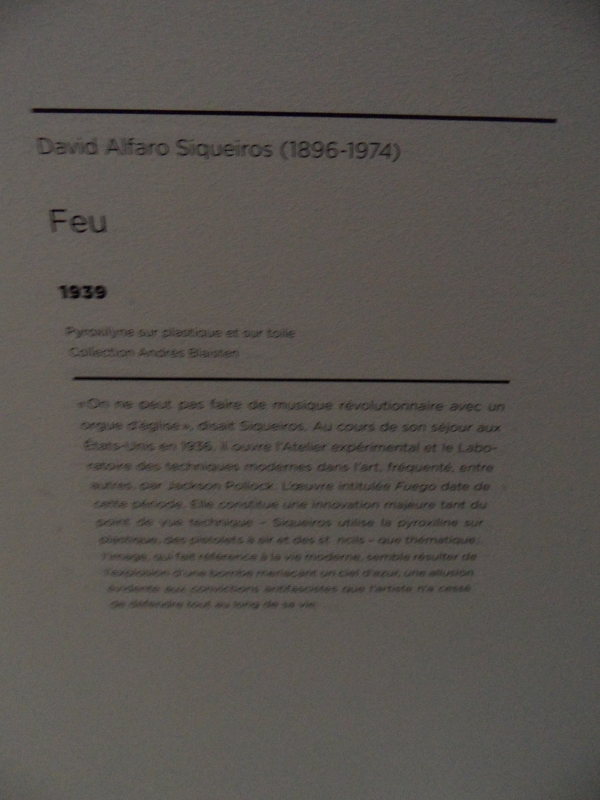 David Alfaro Siqueiros (1896-1974)
Feu
1939
Pyroxilyne sur plastique et sur toile
Collection Andrés Blaisten
«On ne peut pas faire de musique révolutionnaire avec un
orgue d'église», disait Siqueiros. Au cours de son séjour aux
États-Unis en 1936, il ouvre l'Atelier expérimental et le Labo-
ratoire des techniques modernes dans l'art, fréquenté, entre
autres, par Jackson Pollock. L'œuvre intitulée Fuego date de
cette période. Elle constitue une innovation majeure tant du
point de vue technique – Siqueiros utilise la pyroxiline sur
plastique, des pistolets à air et des st ncils – que thématique:
l'image, qui fait référence à la vie moderne, semble résulter de
l'explosion d'une bombe menaçant un ciel d'azur, une allusion
évidente aux convictions antifascistes que l'artiste n'a cessé
de défendre tout au long de sa vie.